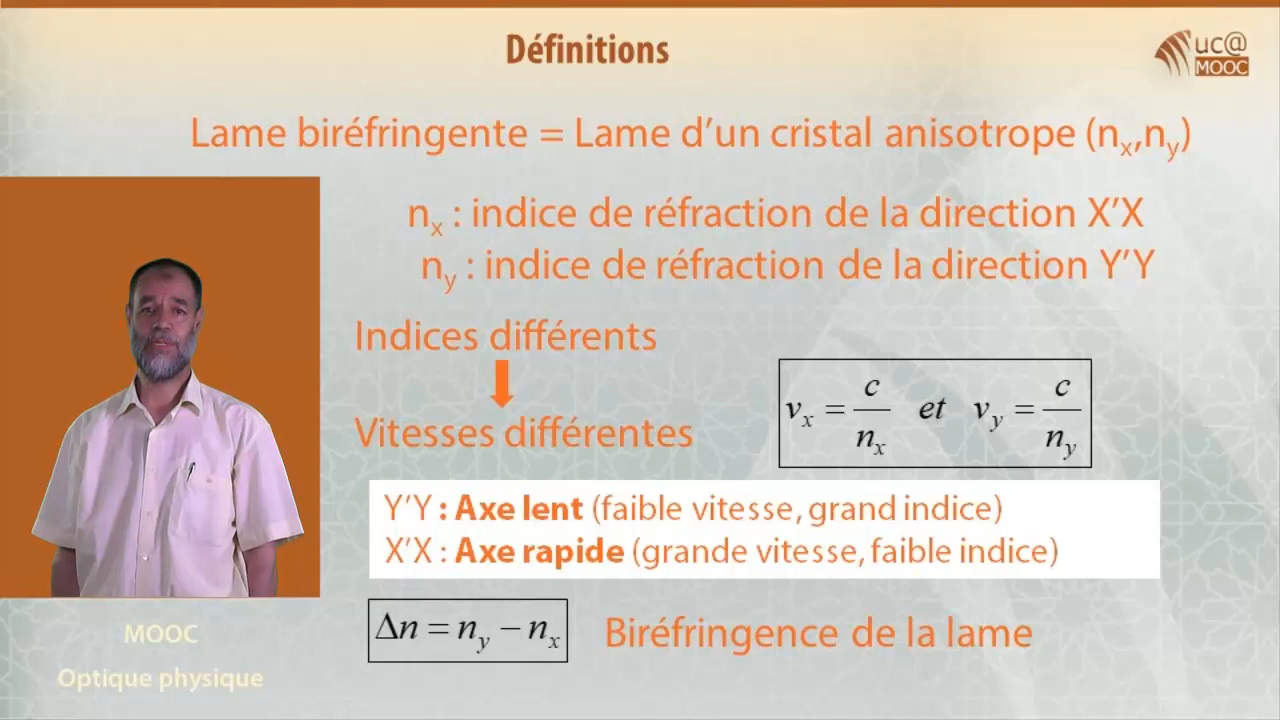 Définitions
uc@
MOOC
Lame biréfringente = Lame d’un cristal anisotrope (nx,ny)
nx : indice de réfraction de la direction X’X
ny : indice de réfraction de la direction Y’Y
Indices différents
Vitesses différentes
vx = c/nx et vy = c/ny
Y’Y : Axe lent (faible vitesse, grand indice)
X’X : Axe rapide (grande vitesse, faible indice)
Δn = ny − nx
Biréfringence de la lame
MOOC
Optique physique